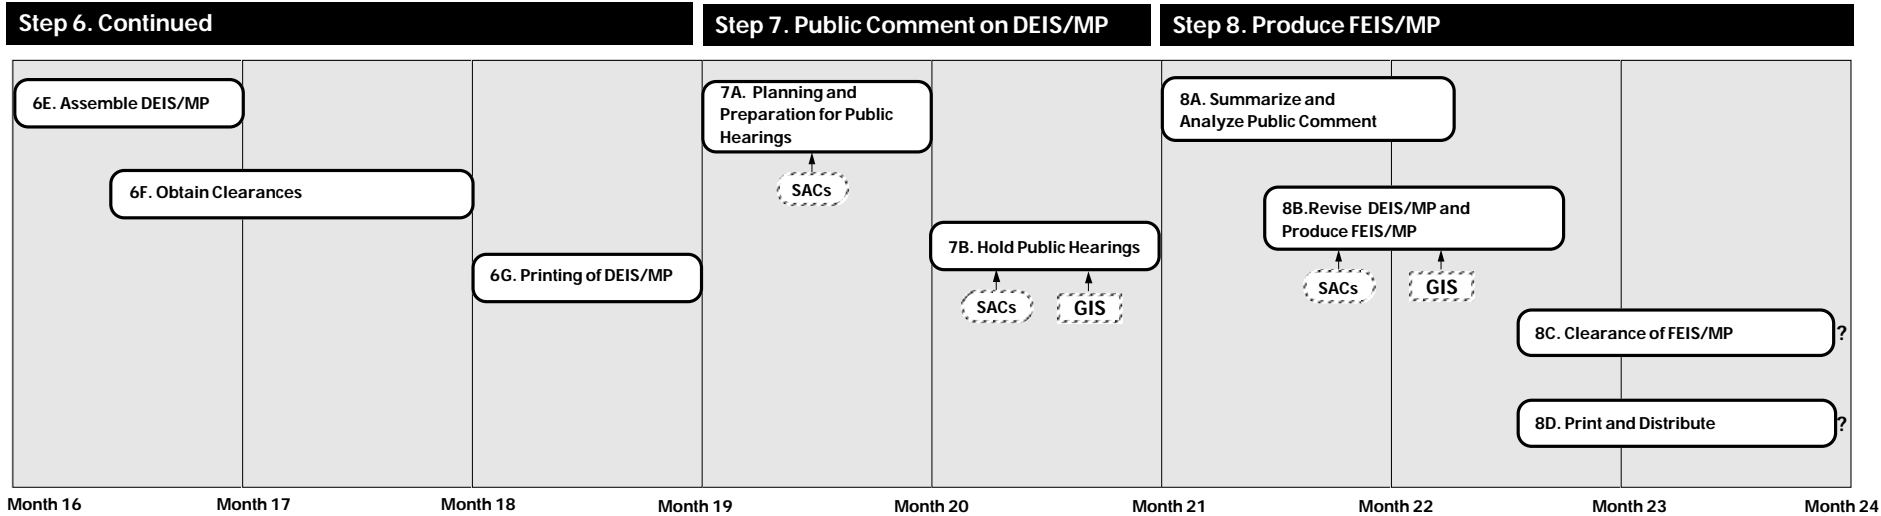 Step 6. Continued
Step 7. Public Comment on DEIS/MP
Step 8. Produce FEIS/MP
6E. Assemble DEIS/MP
6F. Obtain Clearances
6G. Printing of DEIS/MP
7A. Planning and
Preparation for Public
Hearings
SACs
7B. Hold Public Hearings
SACs
GIS
8A. Summarize and
Analyze Public Comment
8B.Revise DEIS/MP and
Produce FEIS/MP
SACs
GIS
8C. Clearance of FEIS/MP
?
8D. Print and Distribute
?
Month 16
Month 17
Month 18
Month 19
Month 20
Month 21
Month 22
Month 23
Month 24